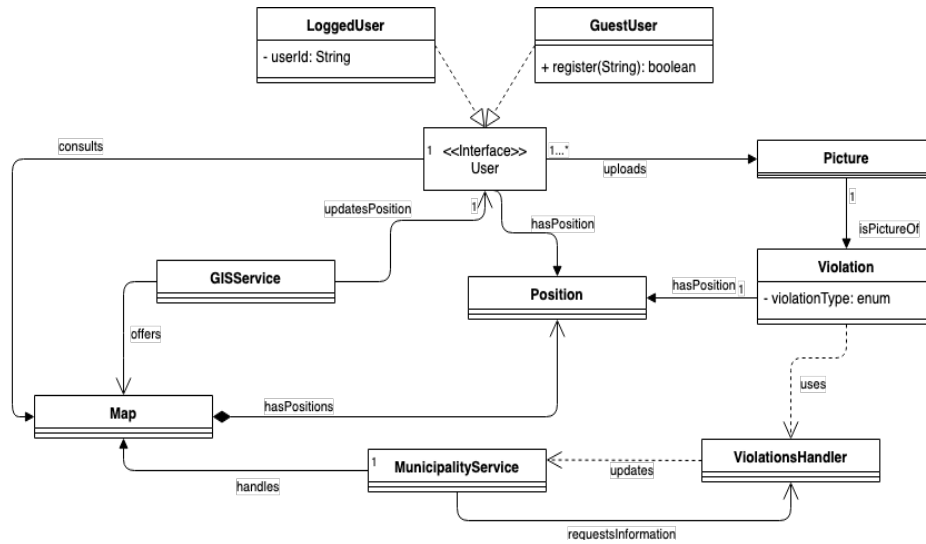 LoggedUser
- userId: String
GuestUser
+ register(String): boolean
consults
1
<<Interface>>
User
1...*
uploads
Picture
1
isPictureOf
updatesPosition
1
hasPosition
GISService
Position
hasPosition
1
Violation
- violationType: enum
offers
uses
Map
hasPositions
1
MunicipalityService
updates
ViolationsHandler
handles
requestsInformation